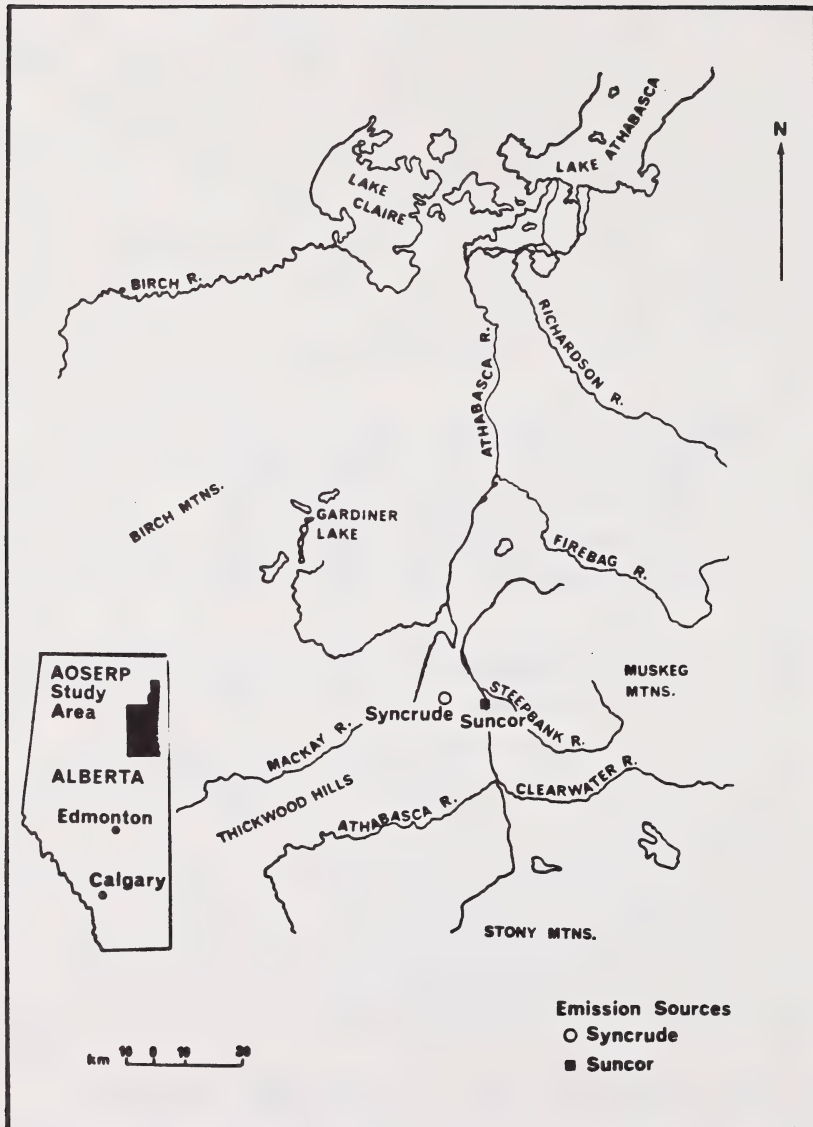 N
LAKE ATHABASCA
LAKE
CLAIRE
BIRCH R.
RICHARDSON R.
ATHABASCA R.
BIRCH MTNS.
GARDINER
LAKE
FIREBAG R.
MUSKEG
MTNS.
STEEPBANK R.
Syncrude
Suncor
MACKAY R.
CLEARWATER R.
THICKWOOD HILLS
ATHABASCA R.
STONY MTNS.
AOSERP
Study
Area
ALBERTA
Edmonton
Calgary
Emission Sources
Syncrude
Suncor
km 10 0 10 30